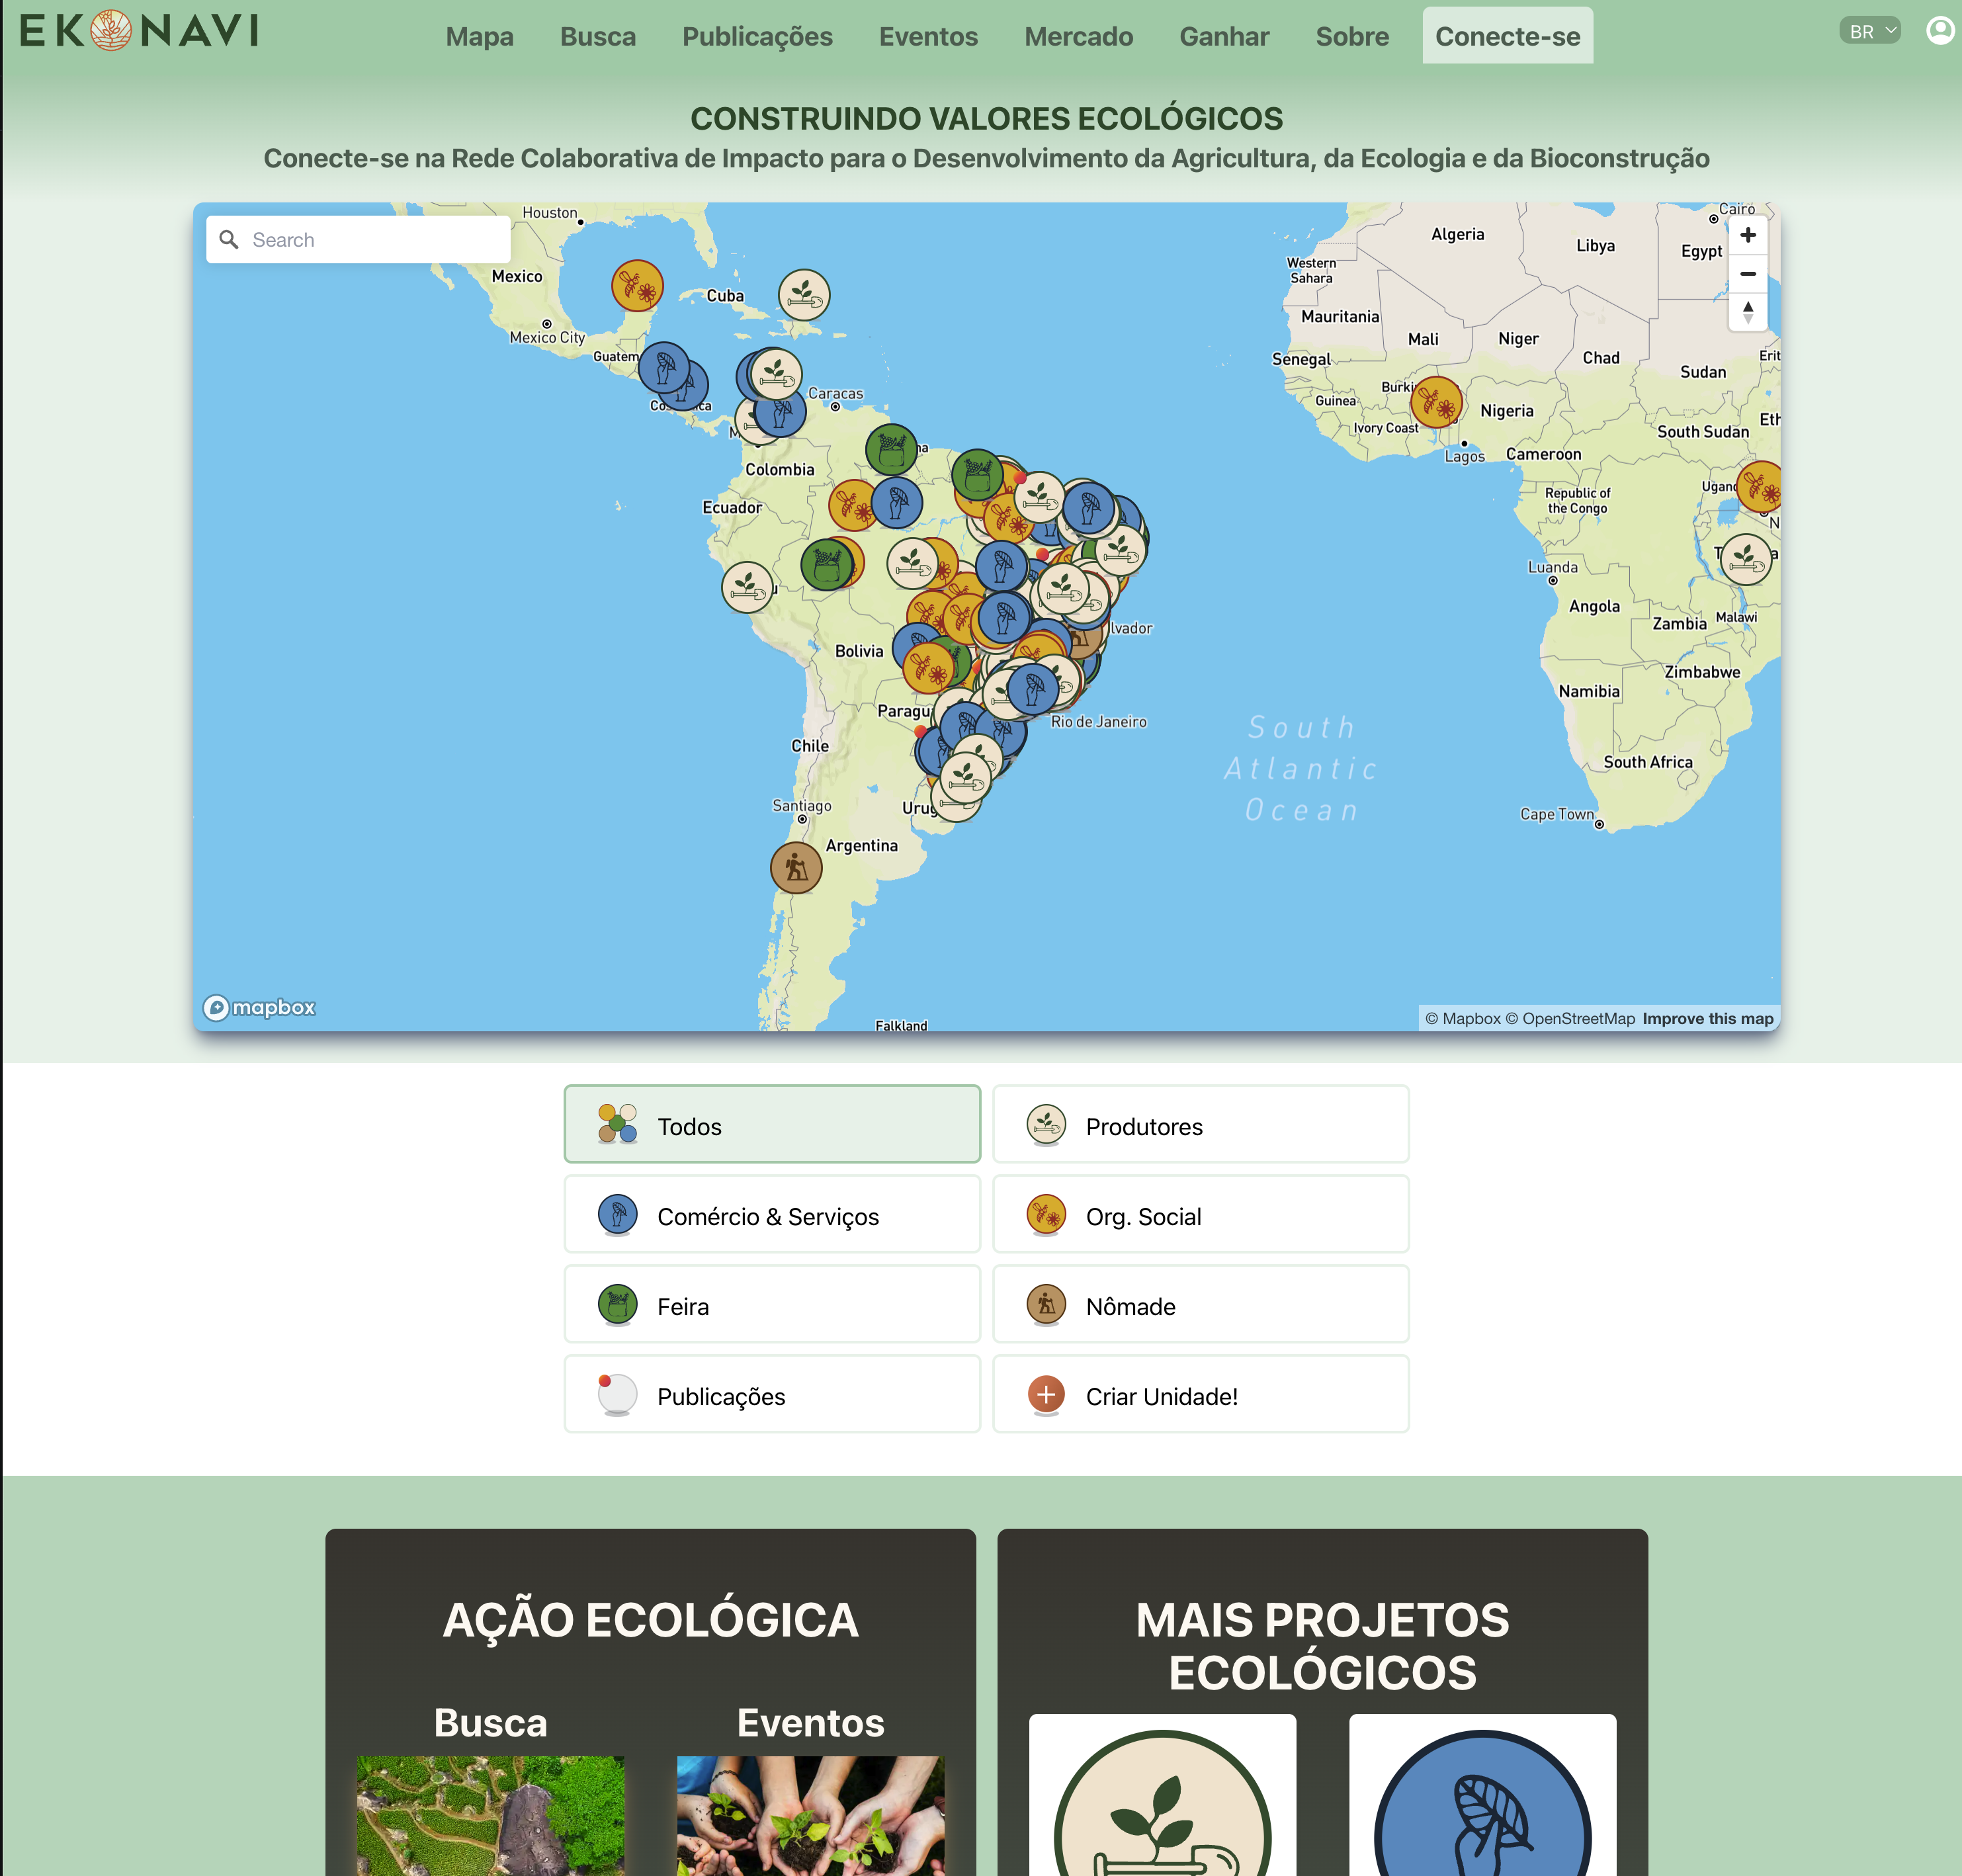 EKONAVI
Mapa
Busca
Publicações
Eventos
Mercado
Ganhar
Sobre
Conecte-se
BR
CONSTRUINDO VALORES ECOLÓGICOS
Conecte-se na Rede Colaborativa de Impacto para o Desenvolvimento da Agricultura, da Ecologia e da Bioconstrução
Search
Houston
Mexico
Mexico City
Cuba
Guatem
Caracas
Colombia
Ecuador
Bolivia
lvador
Paragu
Rio de Janeiro
Chile
Santiago
Urug
Argentina
Falkland
South
Atlantic
Ocean
Cairo
Algeria
Libya
Egypt
Western
Sahara
Mauritania
Mali
Niger
Chad
Sudan
Erit
Senegal
Burki
Guinea
Nigeria
Ivory Coast
Eth
South Sudan
Lagos
Cameroon
Republic of
the Congo
Ugand
Luanda
Angola
Zambia
Malawi
Zimbabwe
Namibia
South Africa
Cape Town
mapbox
© Mapbox © OpenStreetMap Improve this map
Todos
Produtores
Comércio & Serviços
Org. Social
Feira
Nômade
Publicações
Criar Unidade!
AÇÃO ECOLÓGICA
Busca
Eventos
MAIS PROJETOS
ECOLÓGICOS